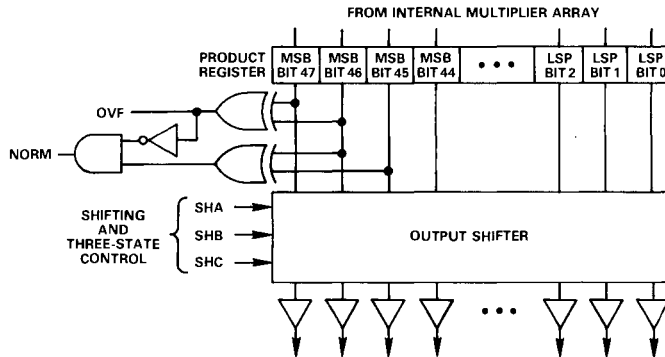 FROM INTERNAL MULTIPLIER ARRAY
PRODUCT REGISTER
MSB BIT 47
MSB BIT 46
MSB BIT 45
MSB BIT 44
• • •
LSP BIT 2
LSP BIT 1
LSP BIT 0
OVF
NORM
SHIFTING AND THREE-STATE CONTROL
SHA
SHB
SHC
OUTPUT SHIFTER
• • •